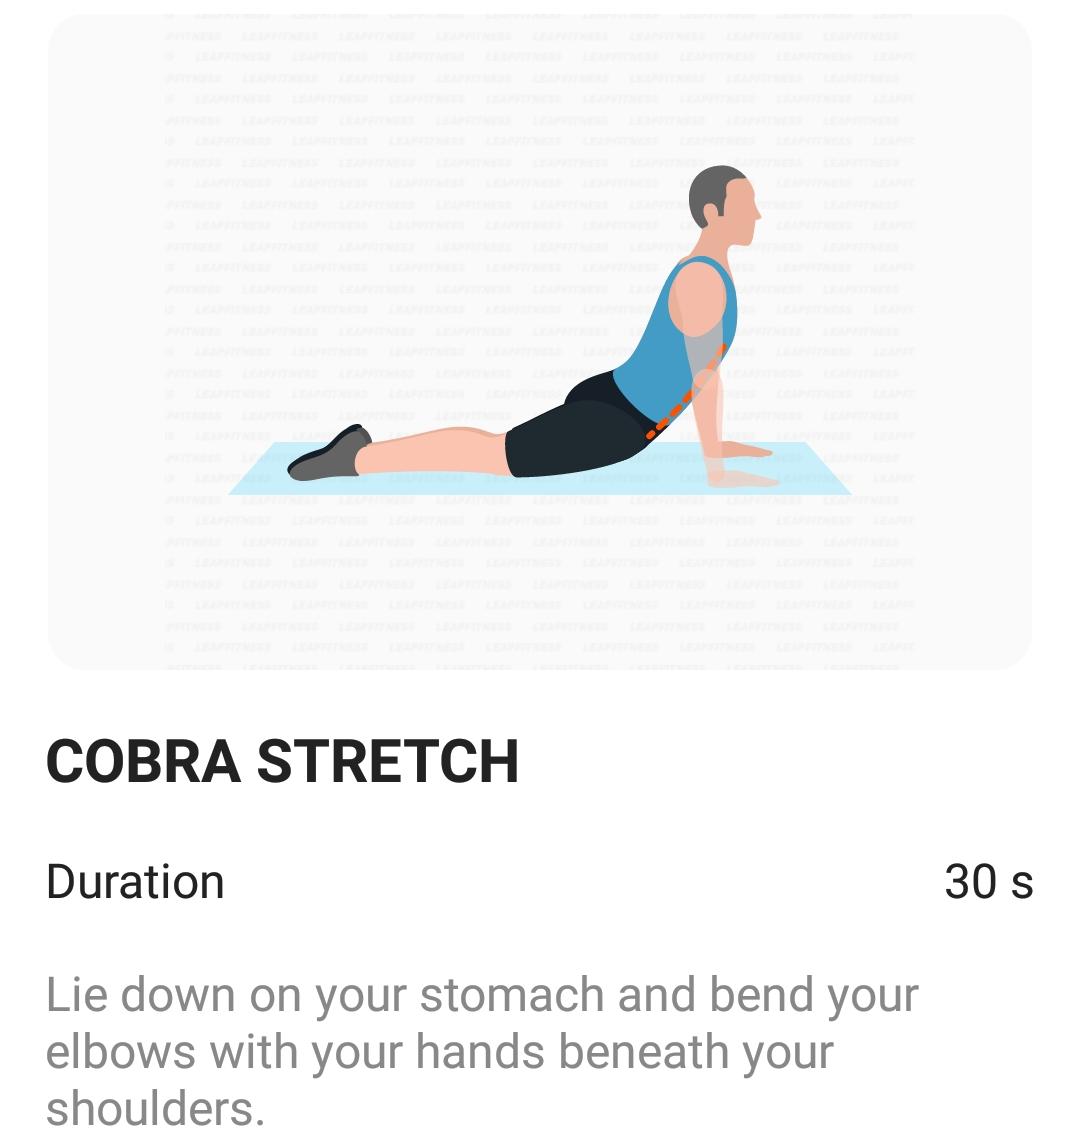 COBRA STRETCH
Duration 30 s
Lie down on your stomach and bend your
elbows with your hands beneath your
shoulders.